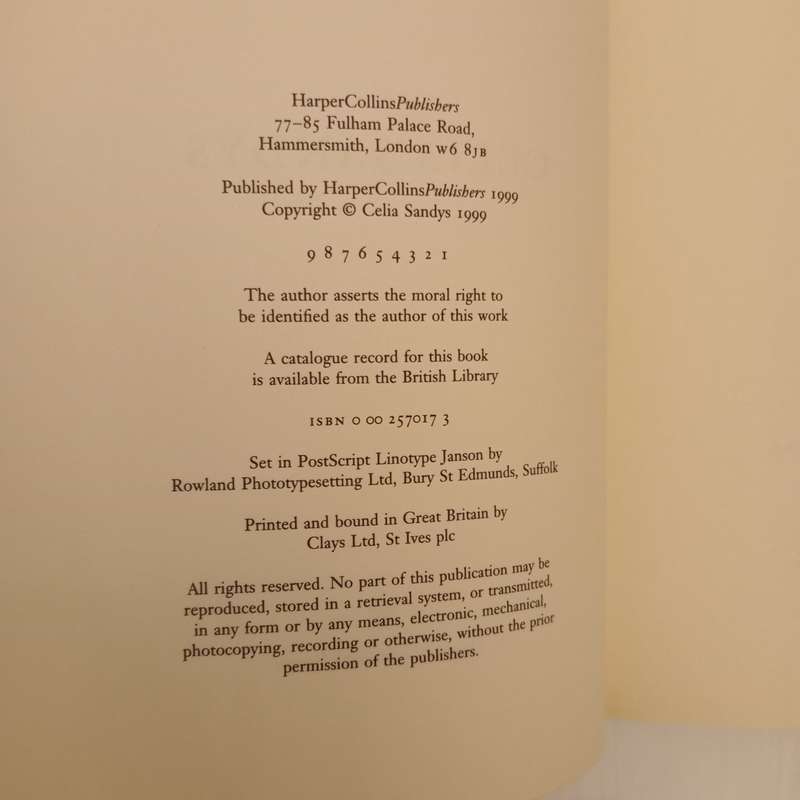 HarperCollinsPublishers
77–85 Fulham Palace Road,
Hammersmith, London W6 8JB
Published by HarperCollinsPublishers 1999
Copyright © Celia Sandys 1999
9 8 7 6 5 4 3 2 1
The author asserts the moral right to
be identified as the author of this work
A catalogue record for this book
is available from the British Library
ISBN 0 00 257017 3
Set in PostScript Linotype Janson by
Rowland Phototypesetting Ltd, Bury St Edmunds, Suffolk
Printed and bound in Great Britain by
Clays Ltd, St Ives plc
All rights reserved. No part of this publication may be
reproduced, stored in a retrieval system, or transmitted,
in any form or by any means, electronic, mechanical,
photocopying, recording or otherwise, without the prior
permission of the publishers.